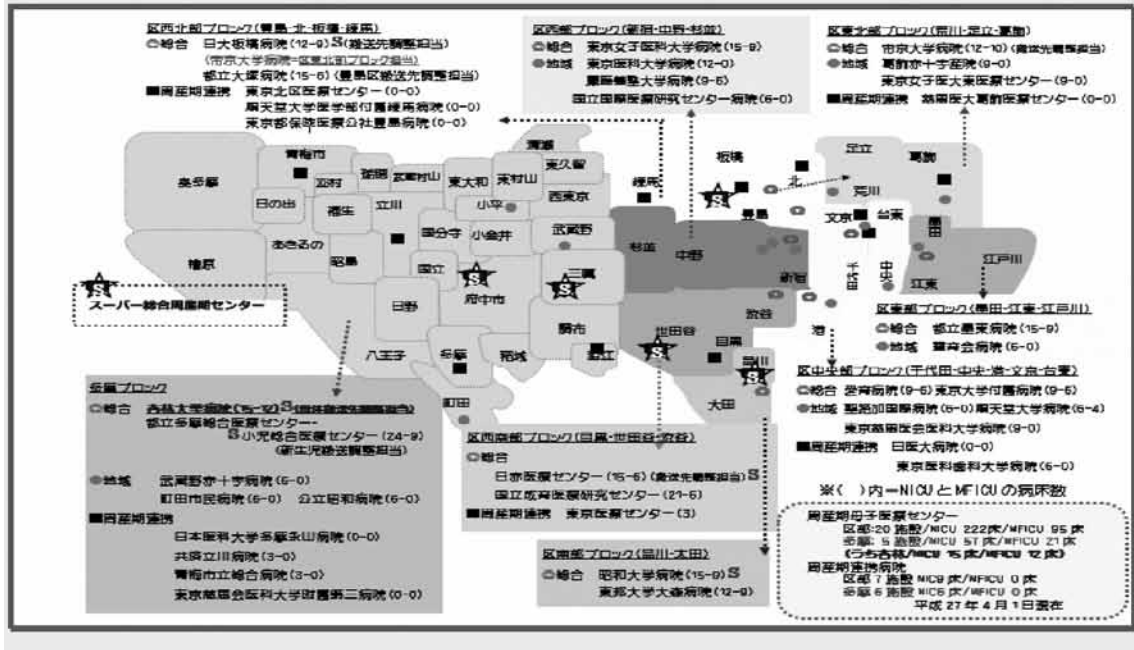 区西北部ブロック(豊島・北・板橋・練馬)
◎総合 日大板橋病院(12-9)S(搬送先調整担当)
(帝京大学病院=区東北部ブロック担当)
都立大塚病院(15-6)(豊島区搬送先調整担当)
■周産期連携 東京北区医療センター(0-0)
順天堂大学医学部付属練馬病院(0-0)
東京都保健医療公社豊島病院(0-0)
区西部ブロック(新宿・中野・杉並)
◎総合 東京女子医科大学病院(15-9)
●地域 東京医科大学病院(12-0)
慶應義塾大学病院(9-6)
国立国際医療研究センター病院(6-0)
区東北部ブロック(荒川・足立・葛飾)
◎総合 帝京大学病院(12-10)(搬送先調整担当)
●地域 葛飾赤十字産院(9-0)
東京女子医大東医療センター(9-0)
■周産期連携 慈恵医大葛飾医療センター(0-0)
清瀬
青梅市
奥多摩
羽村
瑞穂
武蔵村山
東大和
東村山
東久留
西東京
練馬
板橋
北
足立
葛飾
日の出
福生
立川
小平
豊島
荒川
文京
台東
墨田
あきるの
昭島
国分寺
小金井
武蔵野
杉並
中野
新宿
千代田
中央
江東
江戸川
檜原
国立
府中市
三鷹
S
スーパー総合周産期センター
日野
調布
世田谷
目黒
渋谷
港
八王子
多摩
稲城
狛江
品川
大田
町田
区東部ブロック(墨田・江東・江戸川)
◎総合 都立墨東病院(15-9)
●地域 賛育会病院(6-0)
区中央部ブロック(千代田・中央・港・文京・台東)
◎総合 愛育病院(9-6)東京大学付属病院(9-6)
●地域 聖路加国際病院(6-0)順天堂大学病院(6-4)
東京慈恵会医科大学病院(9-0)
■周産期連携 日医大病院(0-0)
東京医科歯科大学病院(6-0)
※( )内=NICUとMFICUの病床数
多摩ブロック
◎総合 杏林大学病院(15-12)S
都立多摩総合医療センター・
S小児総合医療センター(24-9)
(新生児搬送調整担当)
●地域 武蔵野赤十字病院(6-0)
町田市民病院(6-0) 公立昭和病院(6-0)
■周産期連携
日本医科大学多摩永山病院(0-0)
共済立川病院(3-0)
青梅市立総合病院(3-0)
東京慈恵会医科大学附属第三病院(0-0)
区西南部ブロック(目黒・世田谷・渋谷)
◎総合
日赤医療センター(15-6)(搬送先調整担当)S
国立成育医療研究センター(21-6)
■周産期連携 東京医療センター(3)
区南部ブロック(品川・太田)
◎総合 昭和大学病院(15-9)S
東邦大学大森病院(12-9)
周産期母子医療センター
区部:20施設/NICU 222床/MFICU 95床
多摩:5施設/NICU 57床/MFICU 21床
(うち杏林/NICU 15床/MFICU 12床)
周産期連携病院
区部7施設 NIC9床/MFICU 0床
多摩6施設 NIC6床/MFICU 0床
平成27年4月1日現在